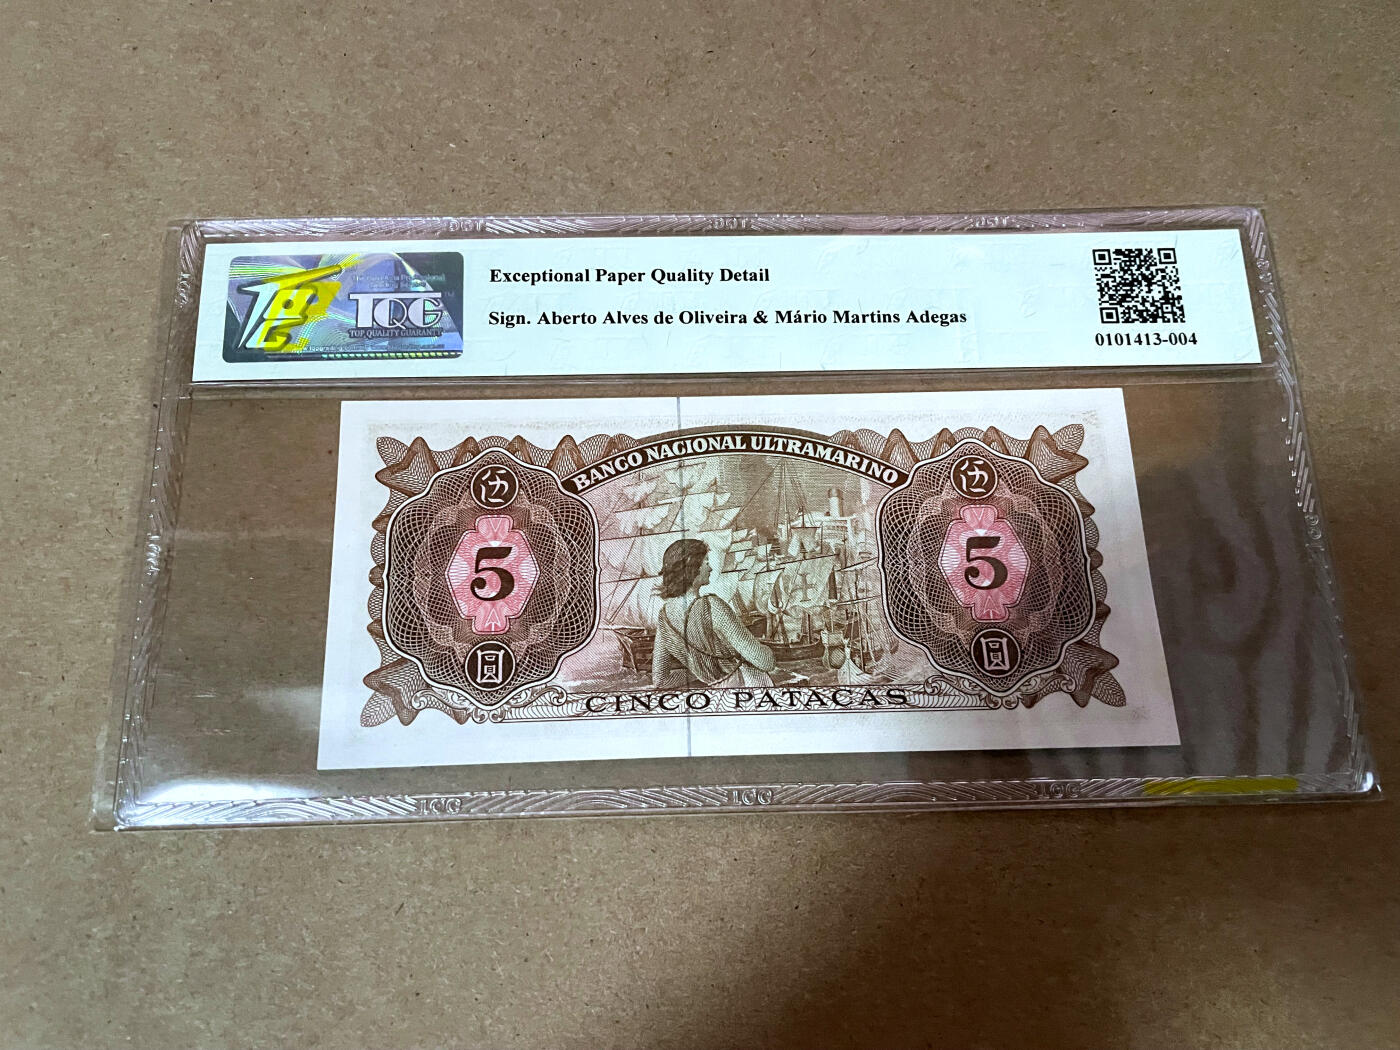 TQG
TOP QUALITY GUARANTY
Exceptional Paper Quality Detail
Sign. Aberto Alves de Oliveira & Mário Martins Adegas
0101413-004
BANCO NACIONAL ULTRAMARINO
伍
伍
5
5
圓
圓
CINCO PATACAS